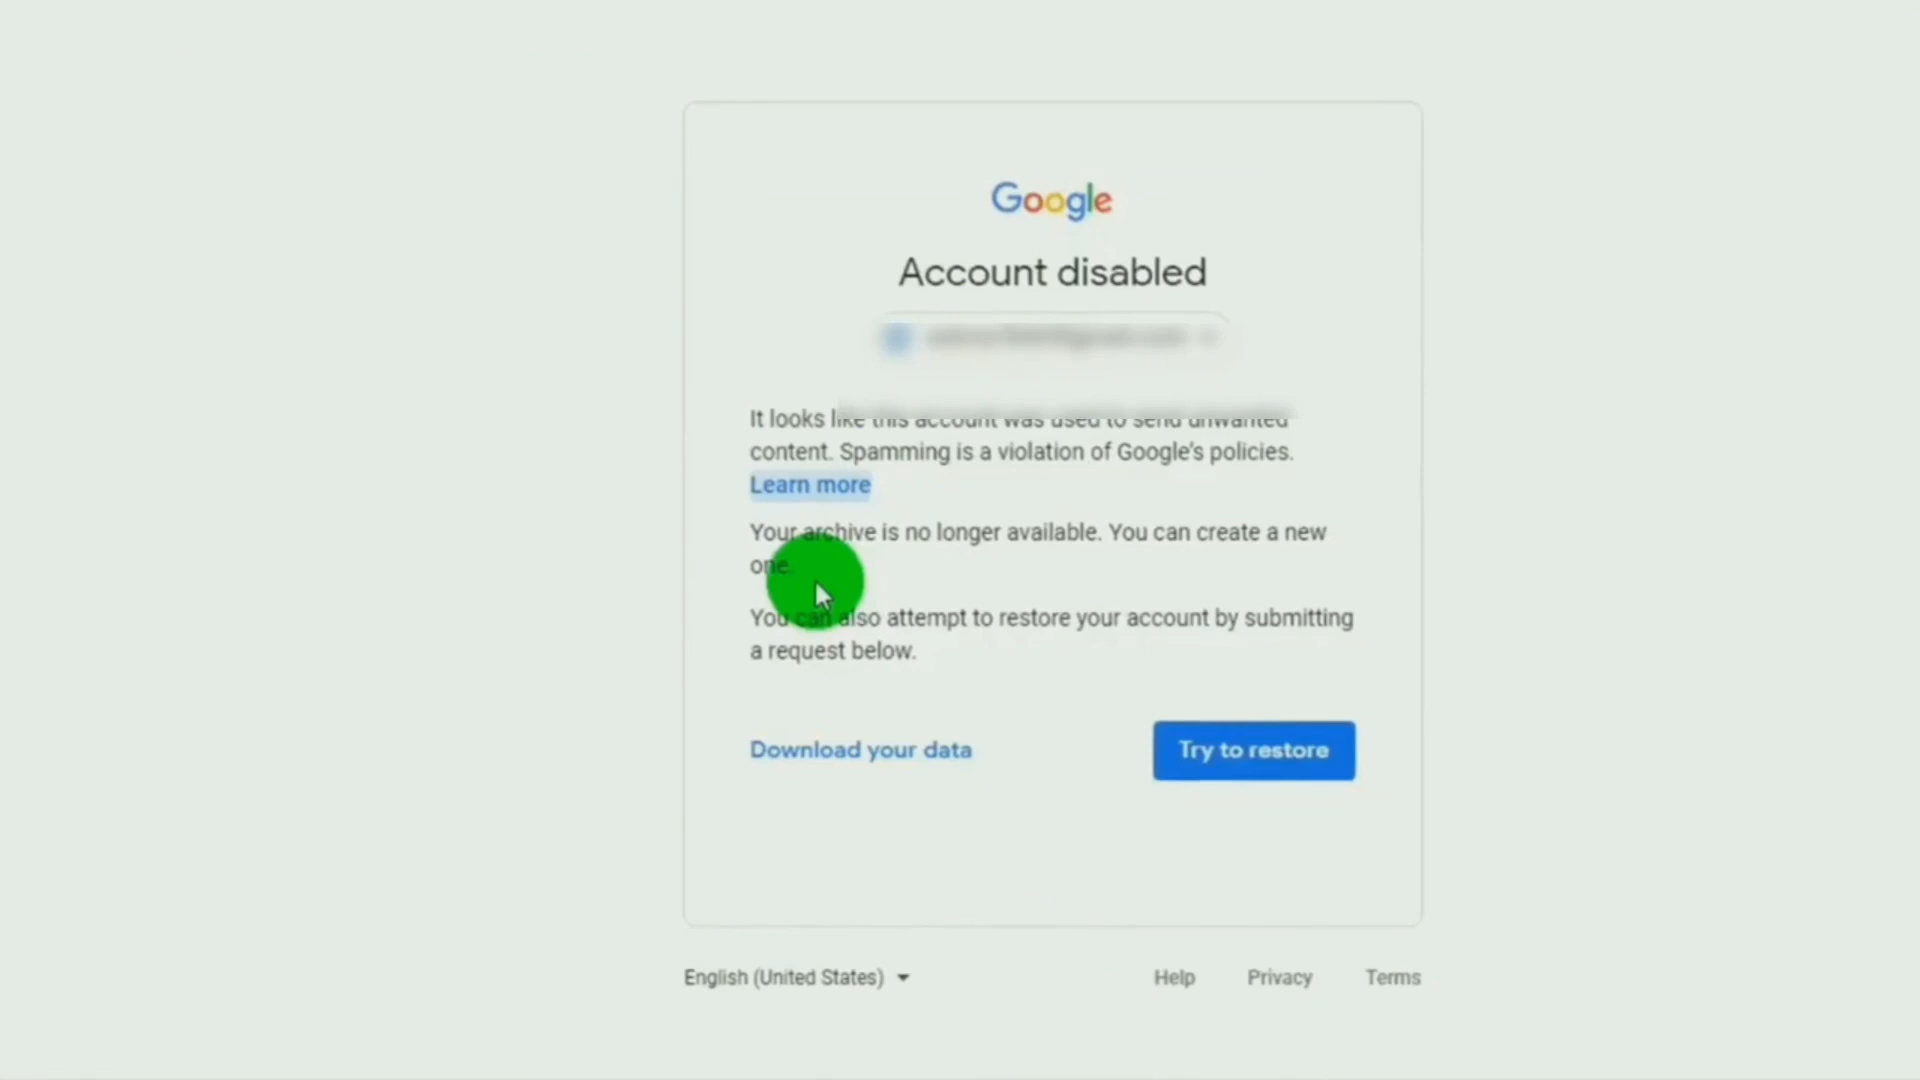 Google
Account disabled
It looks like this account was used to send unwanted
content. Spamming is a violation of Google's policies.
Learn more
Your archive is no longer available. You can create a new
one.
You can also attempt to restore your account by submitting
a request below.
Download your data
Try to restore
English (United States)
Help
Privacy
Terms